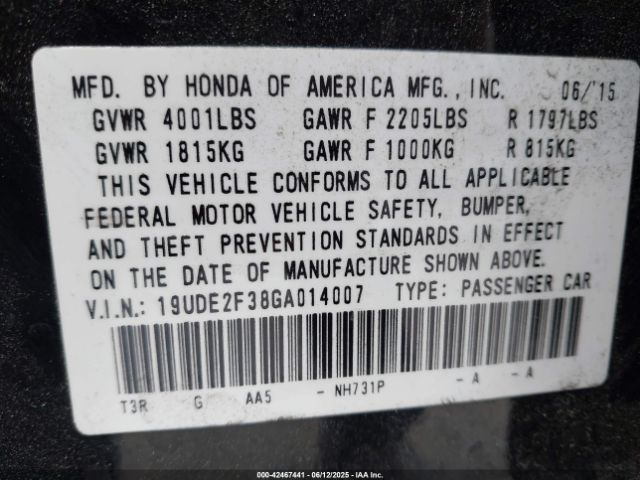 MFD. BY HONDA OF AMERICA MFG., INC. 06/'15
GVWR 4001LBS GAWR F 2205LBS R 1797LBS
GVWR 1815KG GAWR F 1000KG R 815KG
THIS VEHICLE CONFORMS TO ALL APPLICABLE
FEDERAL MOTOR VEHICLE SAFETY, BUMPER,
AND THEFT PREVENTION STANDARDS IN EFFECT
ON THE DATE OF MANUFACTURE SHOWN ABOVE.
V.I.N.: 19UDE2F38GA014007 TYPE: PASSENGER CAR
T3R G AA5 - NH731P - A - A
000-42467441 - 06/12/2025 - IAA Inc.